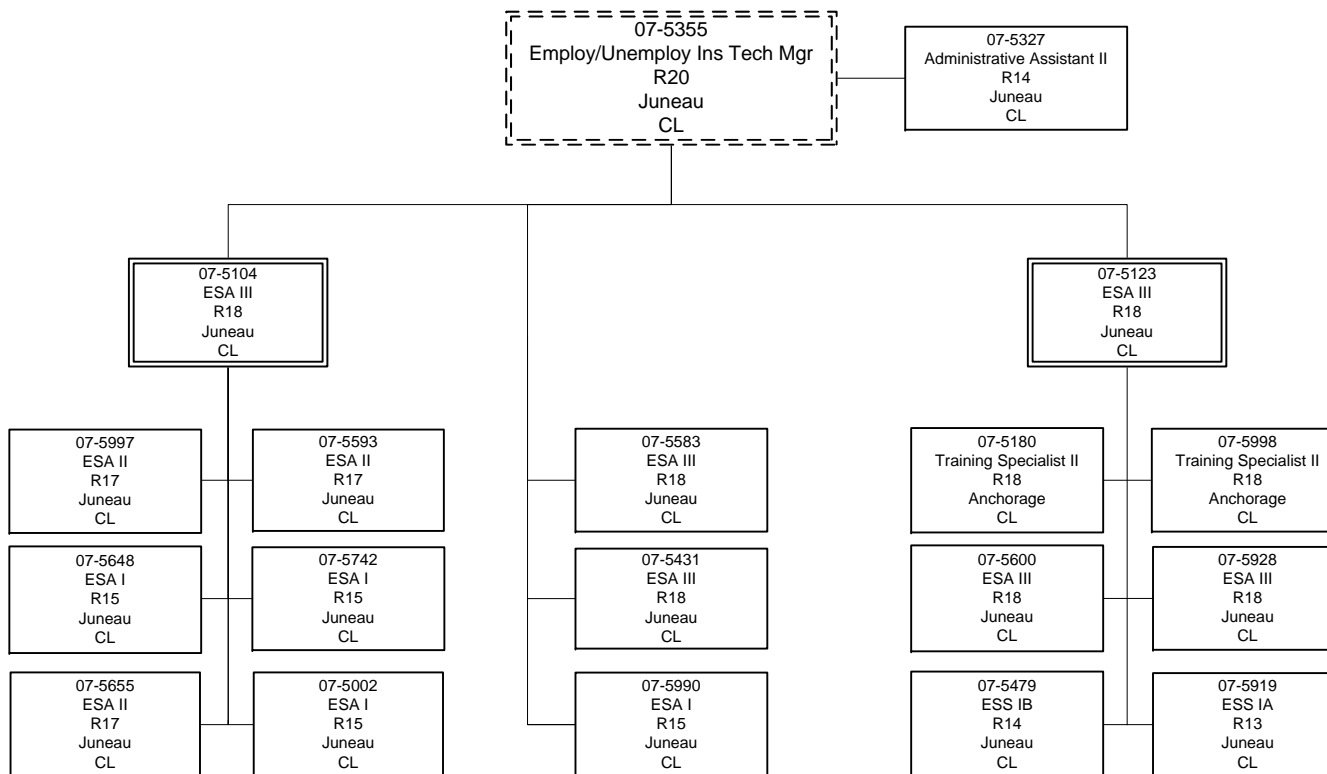 07-5355
Employ/Unemploy Ins Tech Mgr
R20
Juneau
CL
07-5327
Administrative Assistant II
R14
Juneau
CL
07-5104
ESA III
R18
Juneau
CL
07-5123
ESA III
R18
Juneau
CL
07-5997
ESA II
R17
Juneau
CL
07-5593
ESA II
R17
Juneau
CL
07-5583
ESA III
R18
Juneau
CL
07-5180
Training Specialist II
R18
Anchorage
CL
07-5998
Training Specialist II
R18
Anchorage
CL
07-5648
ESA I
R15
Juneau
CL
07-5742
ESA I
R15
Juneau
CL
07-5431
ESA III
R18
Juneau
CL
07-5600
ESA III
R18
Juneau
CL
07-5928
ESA III
R18
Juneau
CL
07-5655
ESA II
R17
Juneau
CL
07-5002
ESA I
R15
Juneau
CL
07-5990
ESA I
R15
Juneau
CL
07-5479
ESS IB
R14
Juneau
CL
07-5919
ESS IA
R13
Juneau
CL